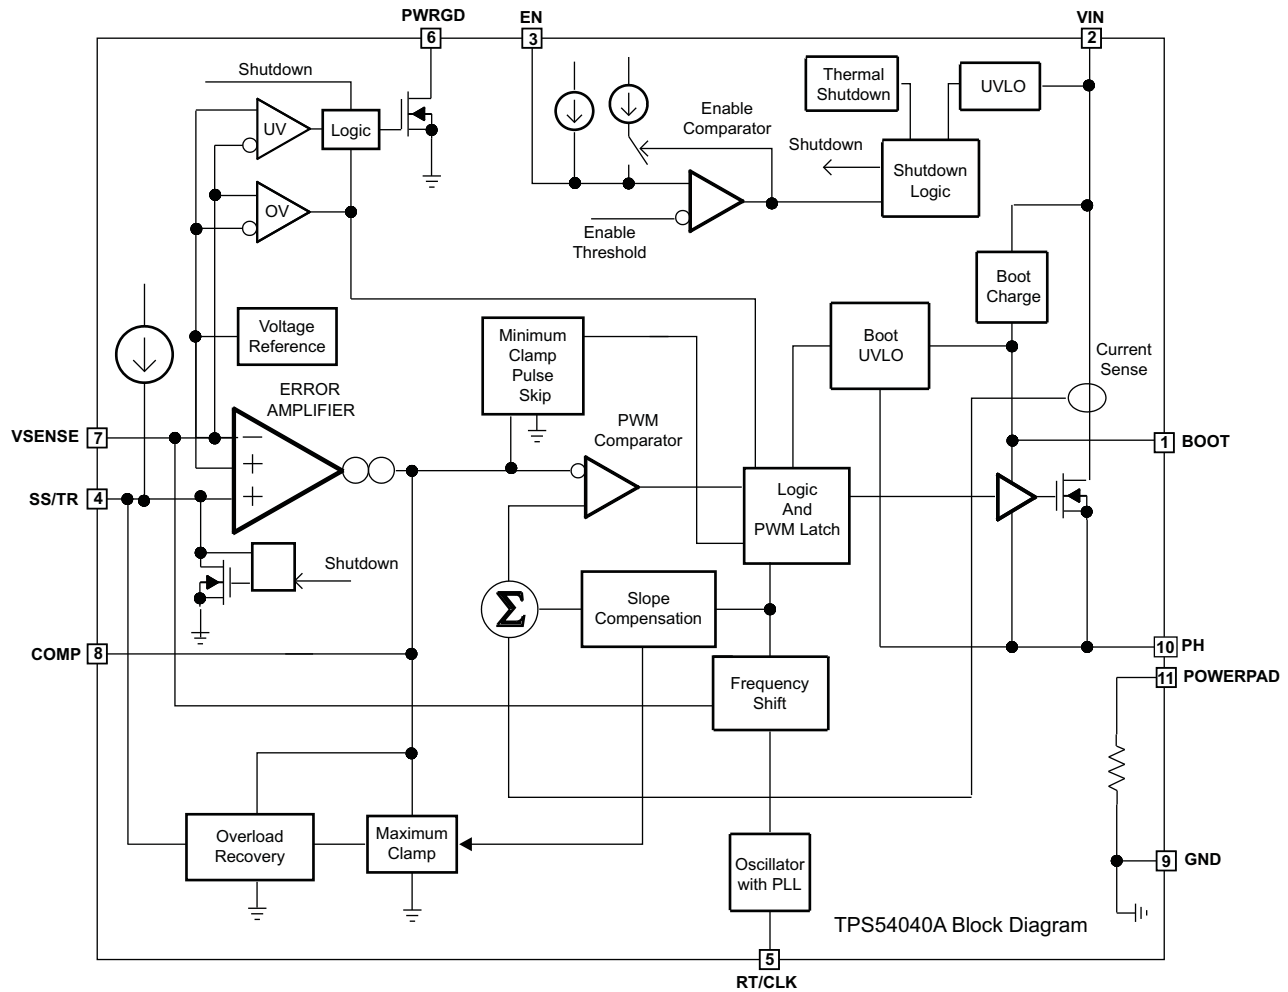 PWRGD
EN
VIN
6
3
2
Shutdown
UV
Logic
OV
Enable
Comparator
Enable
Threshold
Thermal
Shutdown
UVLO
Shutdown
Shutdown
Logic
Boot
Charge
Voltage
Reference
Minimum
Clamp
Pulse
Skip
Boot
UVLO
Current
Sense
ERROR
AMPLIFIER
PWM
Comparator
VSENSE
7
−
+
+
1
BOOT
SS/TR
4
Logic
And
PWM Latch
Shutdown
Σ
Slope
Compensation
COMP
8
10
PH
11
POWERPAD
Frequency
Shift
Overload
Recovery
Maximum
Clamp
Oscillator
with PLL
9
GND
TPS54040A Block Diagram
5
RT/CLK